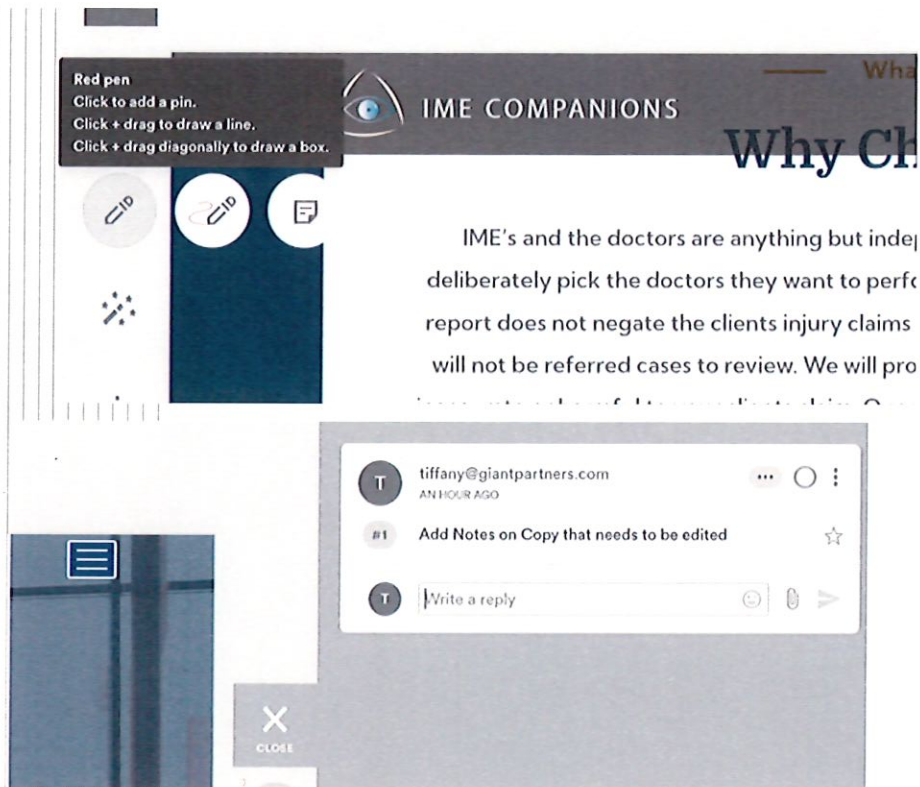 Red pen
Click to add a pin.
Click + drag to draw a line.
Click + drag diagonally to draw a box.
IME COMPANIONS
Why Ch
IME's and the doctors are anything but
deliberately pick the doctors they want to
report does not negate the clients injury claims
will not be referred cases to review. We will pro
T
tiffany@giantpartners.com
AN HOUR AGO
#1
Add Notes on Copy that needs to be edited
T
Write a reply
CLOSE